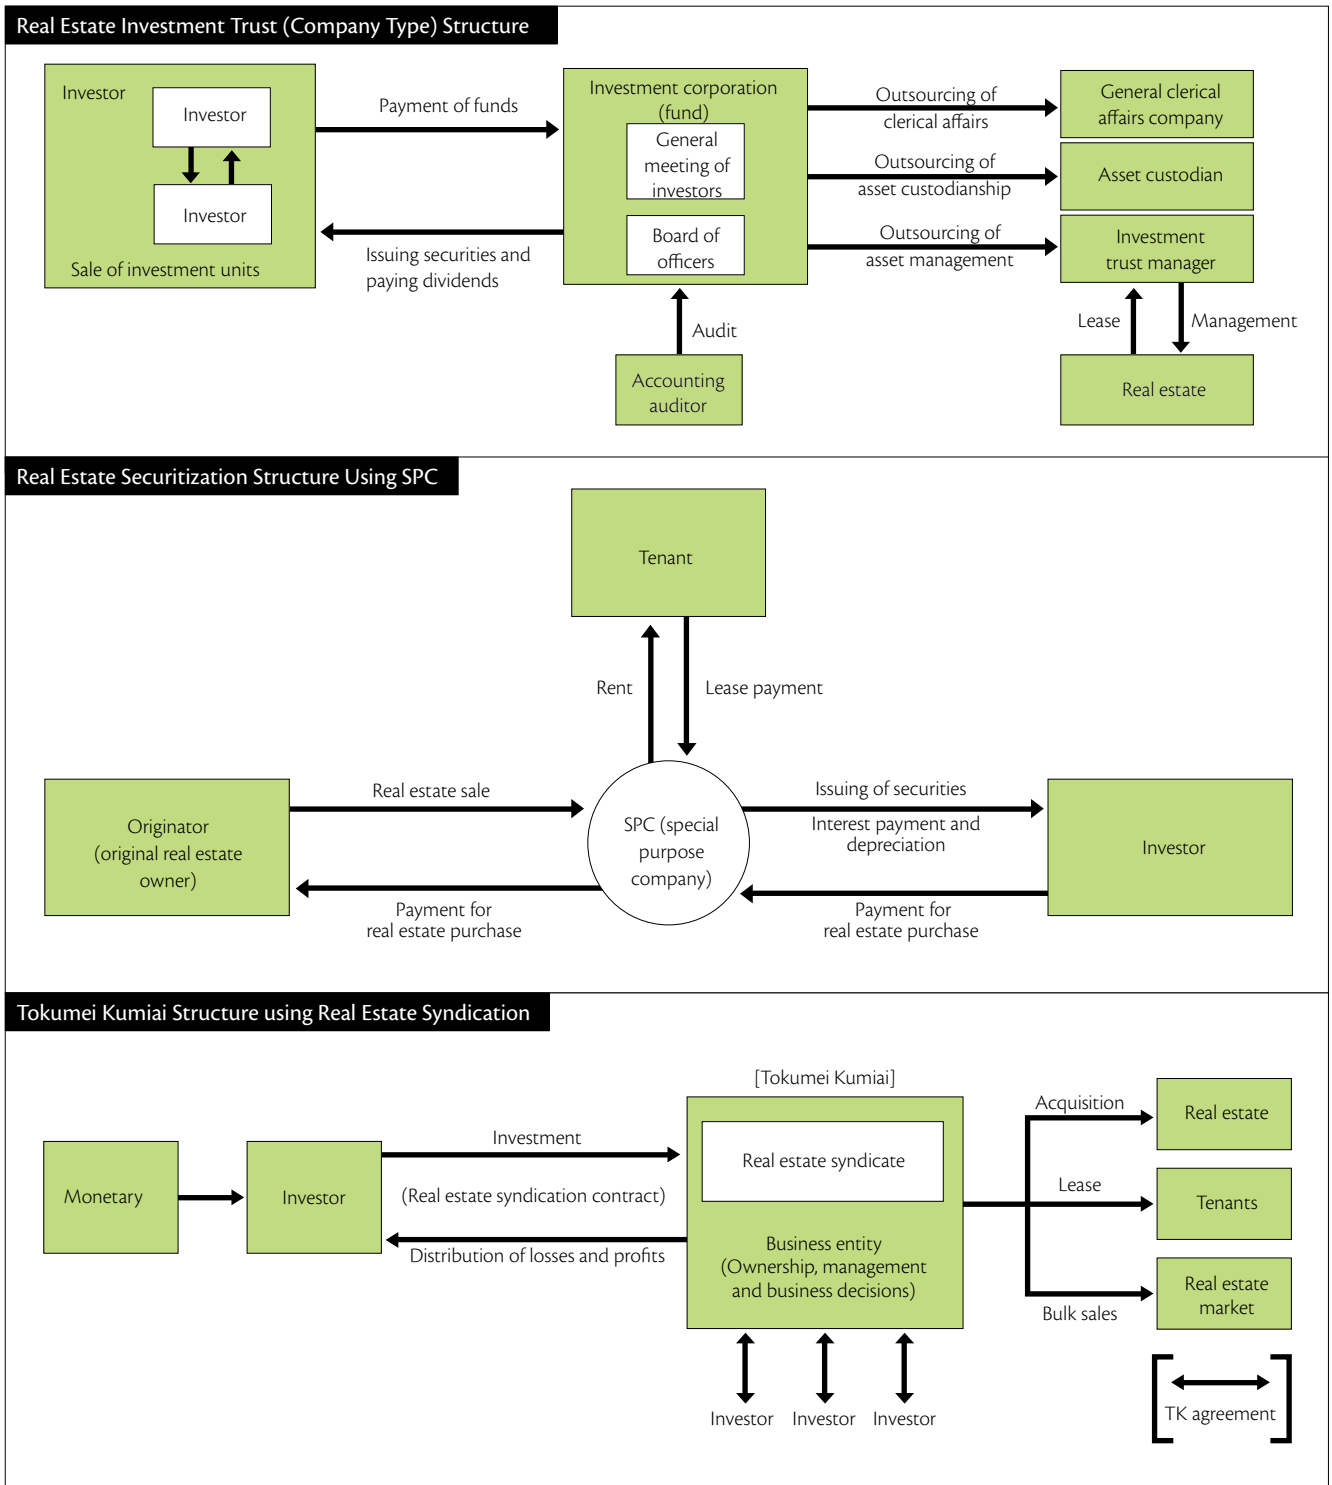 Real Estate Investment Trust (Company Type) Structure
Investor
Investor
Investor
Sale of investment units
Payment of funds
Issuing securities and
paying dividends
Investment corporation
(fund)
General
meeting of
investors
Board of
officers
Audit
Accounting
auditor
Outsourcing of
clerical affairs
Outsourcing of
asset custodianship
Outsourcing of
asset management
General clerical
affairs company
Asset custodian
Investment
trust manager
Lease
Management
Real estate
Real Estate Securitization Structure Using SPC
Tenant
Rent
Lease payment
Originator
(original real estate
owner)
Real estate sale
Payment for
real estate purchase
SPC (special
purpose
company)
Issuing of securities
Interest payment and
depreciation
Payment for
real estate purchase
Investor
Tokumei Kumiai Structure using Real Estate Syndication
Monetary
Investor
Investment
(Real estate syndication contract)
Distribution of losses and profits
[Tokumei Kumiai]
Real estate syndicate
Business entity
(Ownership, management
and business decisions)
Investor
Investor
Investor
Acquisition
Lease
Bulk sales
Real estate
Tenants
Real estate
market
TK agreement